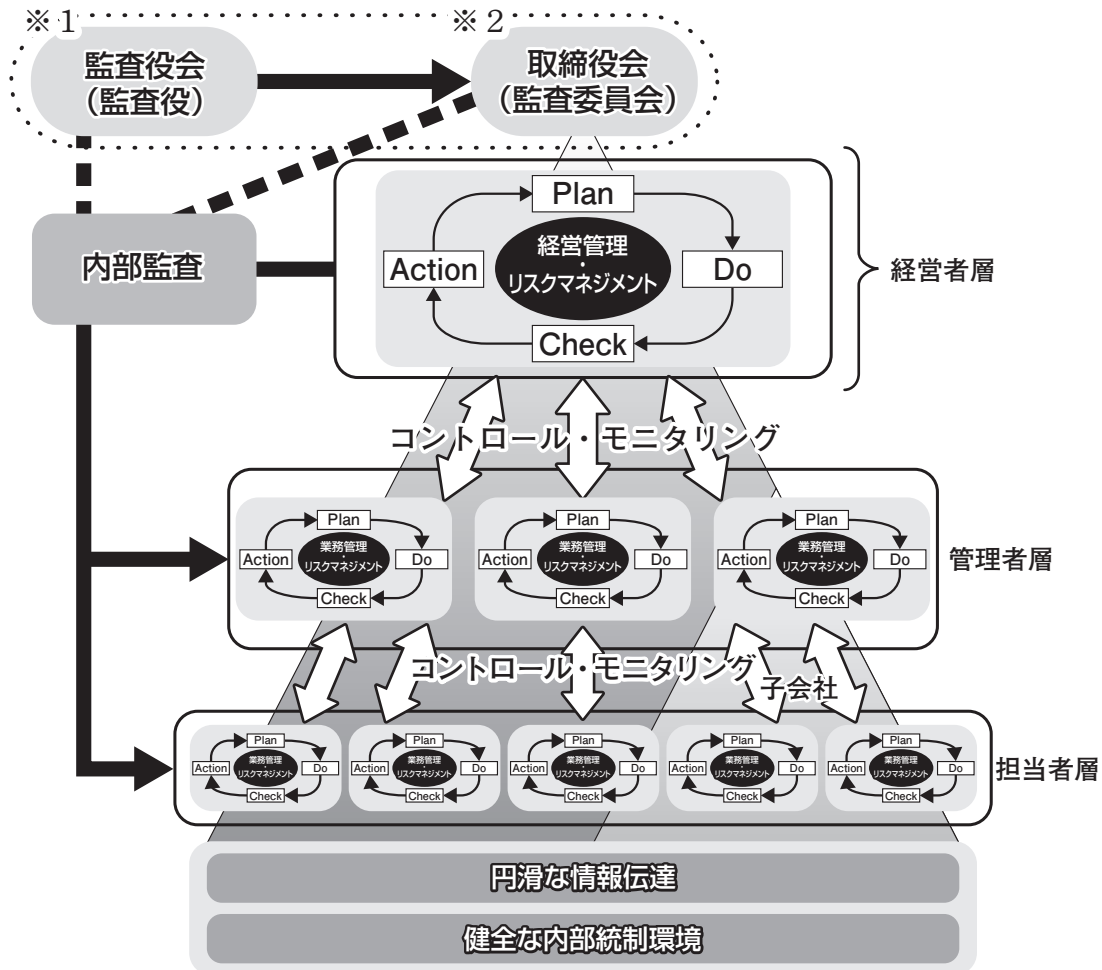 ※1
※2
監査役会
(監査役)
取締役会
(監査委員会)
内部監査
Plan
経営管理
・
リスクマネジメント
Action
Do
Check
経営者層
コントロール・モニタリング
Plan
業務管理
・
リスクマネジメント
Action
Do
Check
Plan
業務管理
・
リスクマネジメント
Action
Do
Check
Plan
業務管理
・
リスクマネジメント
Action
Do
Check
管理者層
コントロール・モニタリング
子会社
Plan
業務管理
・
リスクマネジメント
Action
Do
Check
Plan
業務管理
・
リスクマネジメント
Action
Do
Check
Plan
業務管理
・
リスクマネジメント
Action
Do
Check
Plan
業務管理
・
リスクマネジメント
Action
Do
Check
Plan
業務管理
・
リスクマネジメント
Action
Do
Check
担当者層
円滑な情報伝達
健全な内部統制環境